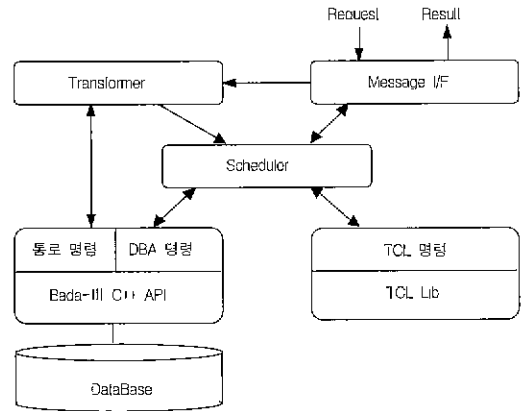 Request Result
Transformer
Message I/F
Scheduler
통로 명령 DBA 명령
TCL 명령
Bada-III C++ API
TCL Lib
DataBase